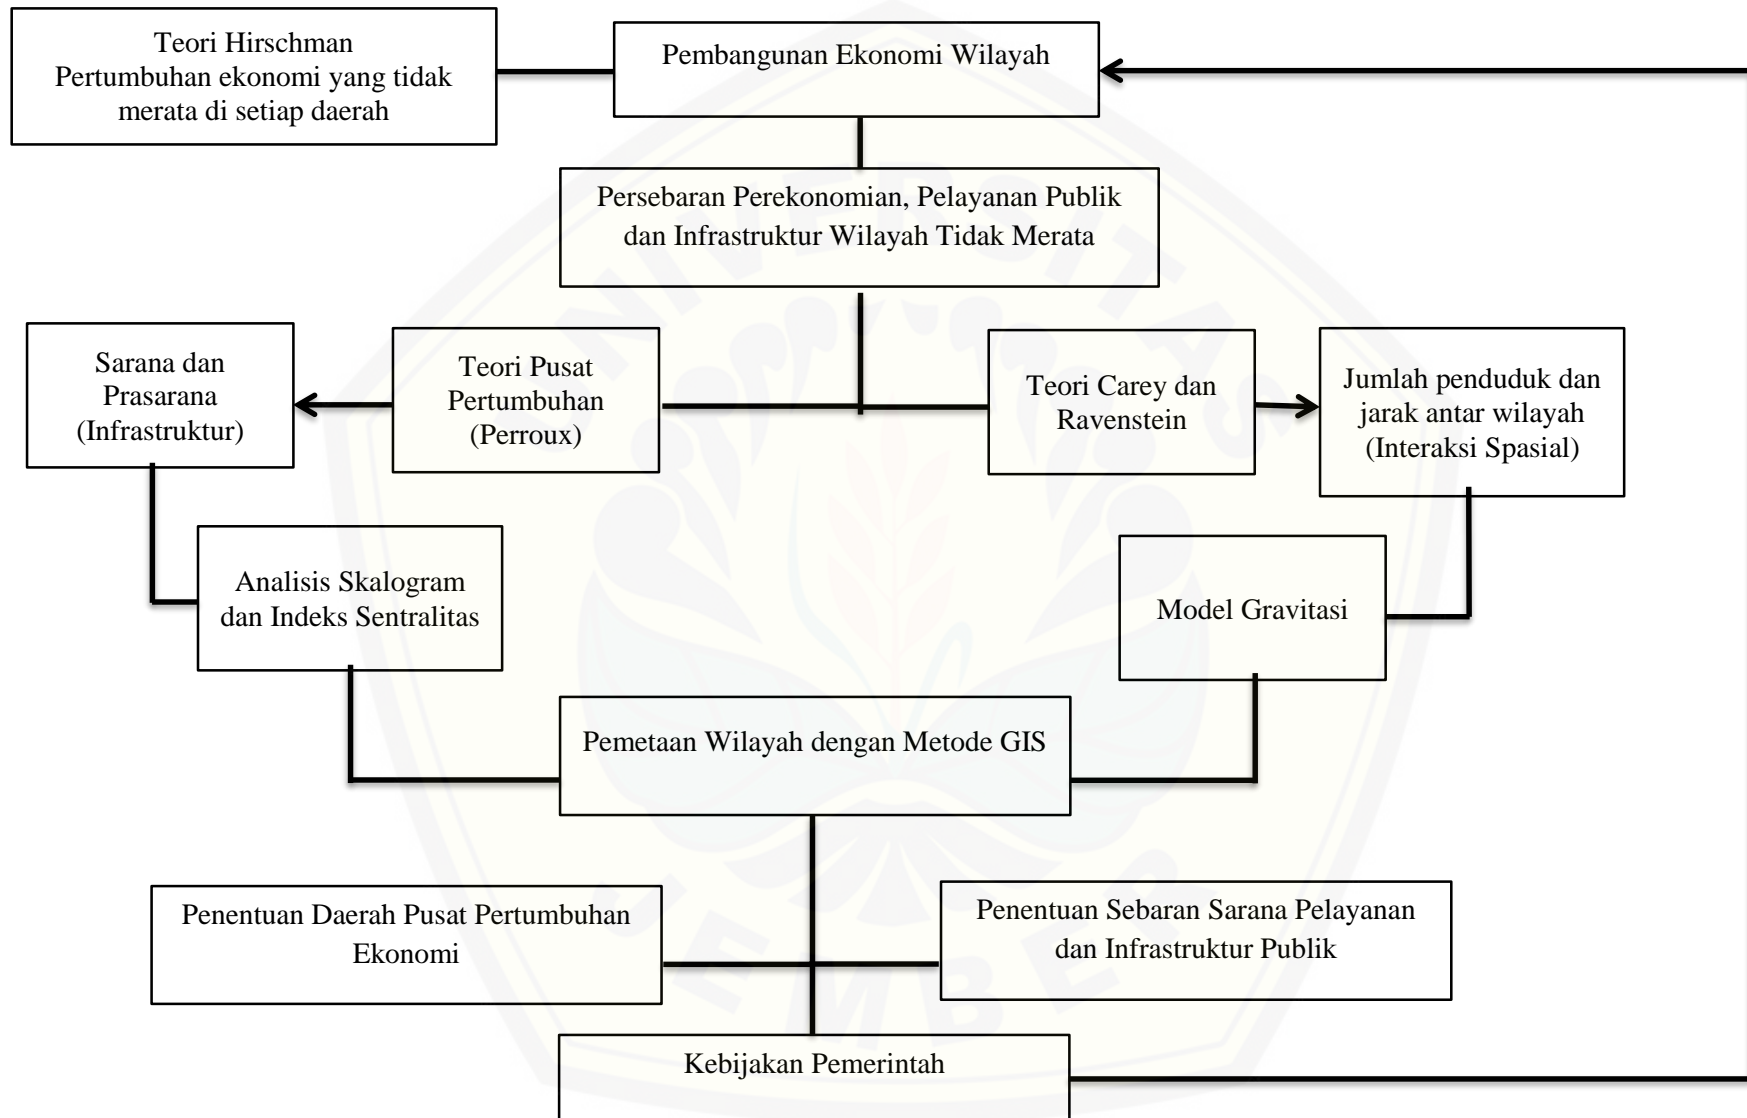 Teori Hirschman
Pertumbuhan ekonomi yang tidak
merata di setiap daerah
Pembangunan Ekonomi Wilayah
Persebaran Perekonomian, Pelayanan Publik
dan Infrastruktur Wilayah Tidak Merata
Sarana dan
Prasarana
(Infrastruktur)
Teori Pusat
Pertumbuhan
(Perroux)
Teori Carey dan
Ravenstein
Jumlah penduduk dan
jarak antar wilayah
(Interaksi Spasial)
Analisis Skalogram
dan Indeks Sentralitas
Model Gravitasi
Pemetaan Wilayah dengan Metode GIS
Penentuan Daerah Pusat Pertumbuhan
Ekonomi
Penentuan Sebaran Sarana Pelayanan
dan Infrastruktur Publik
Kebijakan Pemerintah
UNIVERSITAS
JEMBER